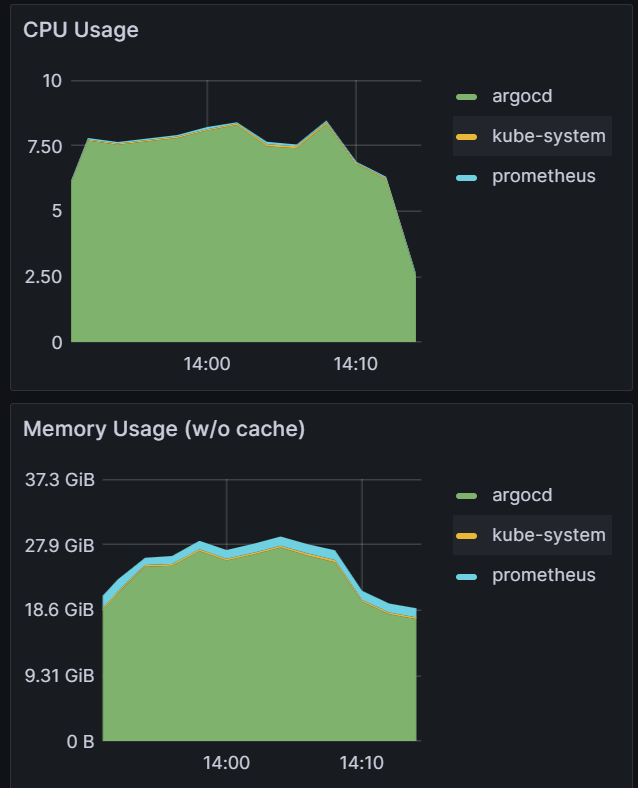 CPU Usage
10
7.50
5
2.50
0
14:00
14:10
argocd
kube-system
prometheus
Memory Usage (w/o cache)
37.3 GiB
27.9 GiB
18.6 GiB
9.31 GiB
0 B
14:00
14:10
argocd
kube-system
prometheus